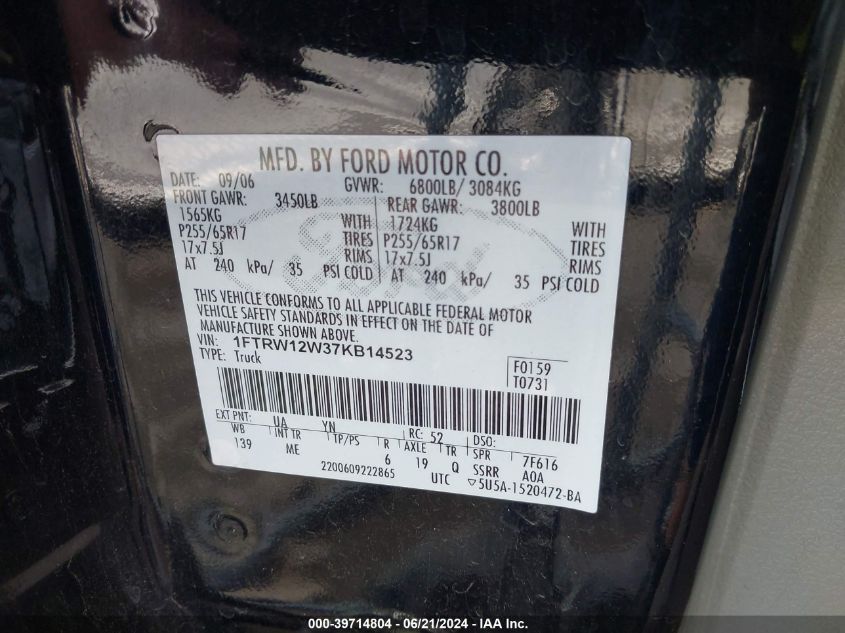 MFD. BY FORD MOTOR CO.
DATE: 09/06 GVWR: 6800LB/ 3084KG
FRONT GAWR: 3450LB REAR GAWR: 3800LB
1565KG WITH 1724KG WITH
P255/65R17 TIRES P255/65R17 TIRES
17x7.5J RIMS 17x7.5J RIMS
AT 240 kPa/ 35 PSI COLD AT 240 kPa/ 35 PSI COLD
Ford
THIS VEHICLE CONFORMS TO ALL APPLICABLE FEDERAL MOTOR
VEHICLE SAFETY STANDARDS IN EFFECT ON THE DATE OF
MANUFACTURE SHOWN ABOVE.
VIN: 1FTRW12W37KB14523
TYPE: Truck
F0159
T0731
EXT PNT: UA YN RC: 52 DSO:
WB INT TR TP/PS R AXLE TR SPR 7F616
139 ME 6 19 Q SSRR A0A
2200609222865 UTC ▽5U5A-1520472-BA
000-39714804 / 06/21/2024 / IAA Inc.